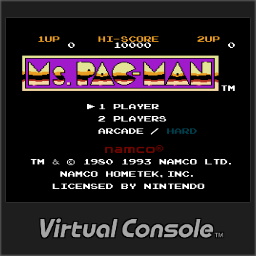 1UP HI-SCORE 2UP
0 10000 0
MS. PAC-MAN TM
1 PLAYER
2 PLAYERS
ARCADE / HARD
namco®
TM & © 1980 1993 NAMCO LTD.
NAMCO HOMETEK, INC.
LICENSED BY NINTENDO
Virtual Console TM